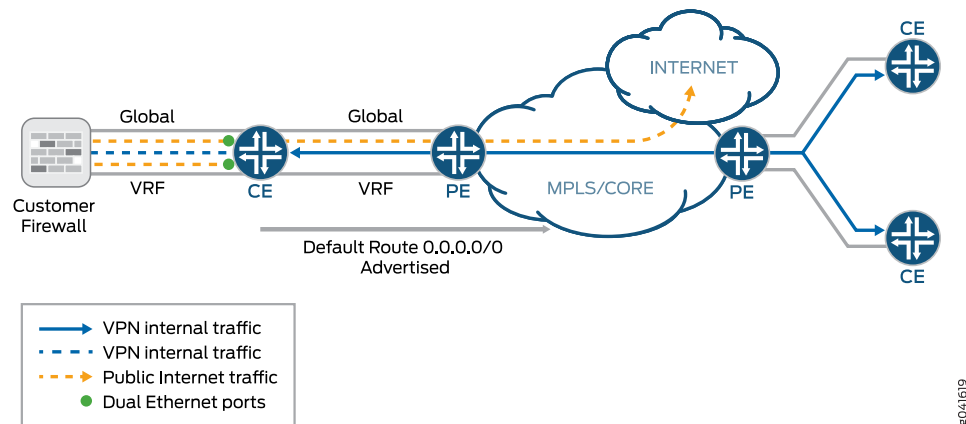 CE
INTERNET
Global
Global
VRF
CE
VRF
PE
MPLS/CORE
PE
Customer
Firewall
Default Route 0.0.0.0/0
Advertised
CE
VPN internal traffic
VPN internal traffic
Public Internet traffic
Dual Ethernet ports
g041619